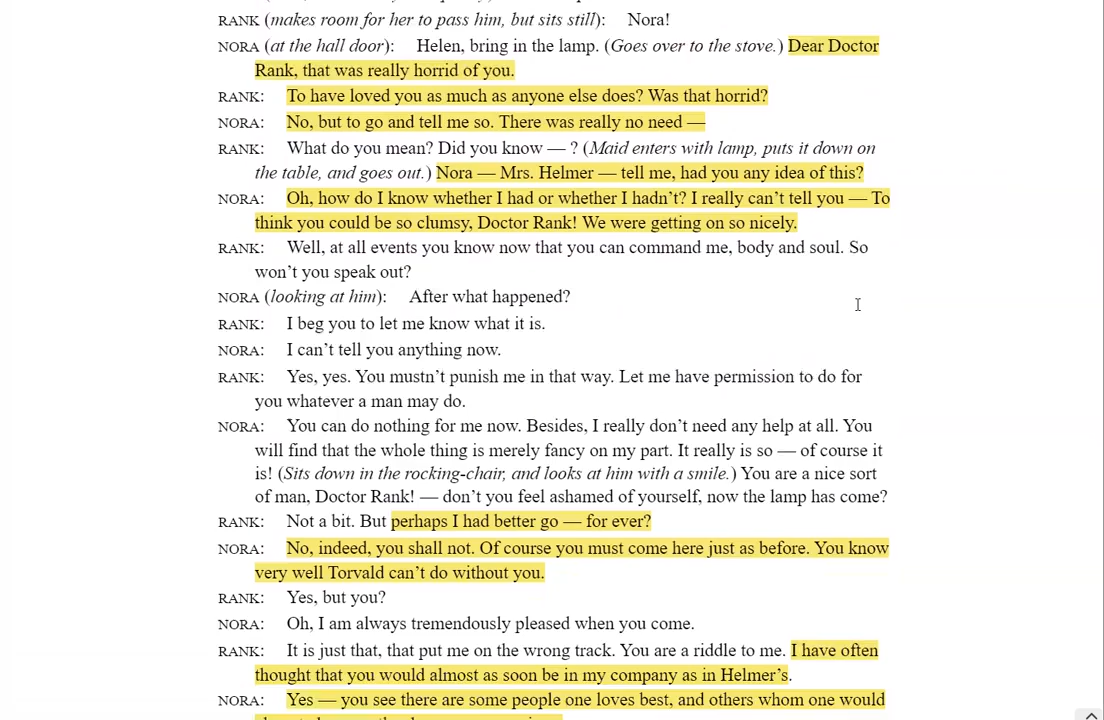 RANK (makes room for her to pass him, but sits still): Nora!
NORA (at the hall door): Helen, bring in the lamp. (Goes over to the stove.) Dear Doctor
Rank, that was really horrid of you.
RANK: To have loved you as much as anyone else does? Was that horrid?
NORA: No, but to go and tell me so. There was really no need —
RANK: What do you mean? Did you know — ? (Maid enters with lamp, puts it down on
the table, and goes out.) Nora — Mrs. Helmer — tell me, had you any idea of this?
NORA: Oh, how do I know whether I had or whether I hadn’t? I really can’t tell you — To
think you could be so clumsy, Doctor Rank! We were getting on so nicely.
RANK: Well, at all events you know now that you can command me, body and soul. So
won’t you speak out?
NORA (looking at him): After what happened?
RANK: I beg you to let me know what it is.
NORA: I can’t tell you anything now.
RANK: Yes, yes. You mustn’t punish me in that way. Let me have permission to do for
you whatever a man may do.
NORA: You can do nothing for me now. Besides, I really don’t need any help at all. You
will find that the whole thing is merely fancy on my part. It really is so — of course it
is! (Sits down in the rocking-chair, and looks at him with a smile.) You are a nice sort
of man, Doctor Rank! — don’t you feel ashamed of yourself, now the lamp has come?
RANK: Not a bit. But perhaps I had better go — for ever?
NORA: No, indeed, you shall not. Of course you must come here just as before. You know
very well Torvald can’t do without you.
RANK: Yes, but you?
NORA: Oh, I am always tremendously pleased when you come.
RANK: It is just that, that put me on the wrong track. You are a riddle to me. I have often
thought that you would almost as soon be in my company as in Helmer’s.
NORA: Yes — you see there are some people one loves best, and others whom one would